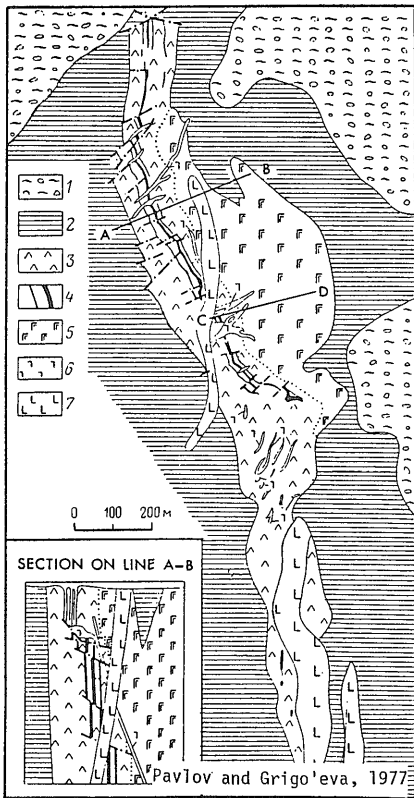 1
2
3
4
5
6
7
A
B
C
D
0 100 200 M
SECTION ON LINE A–B
Pavlov and Grigo'eva, 1977